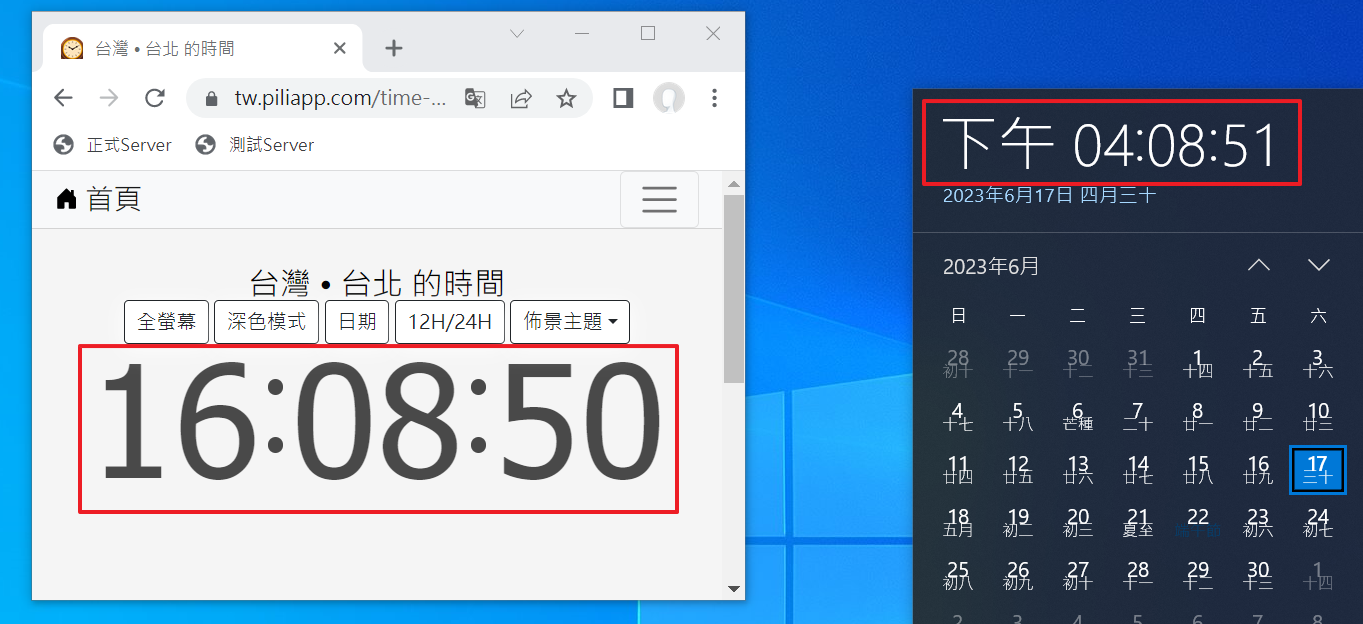 台灣 • 台北 的時間
tw.piliapp.com/time-...
正式Server 測試Server
首頁
台灣 • 台北 的時間
全螢幕 深色模式 日期 12H/24H 佈景主題
16:08:50
下午 04:08:51
2023年6月17日 四月三十
2023年6月
日 一 二 三 四 五 六
28 29 30 31 1 2 3
初十 十一 十二 十三 十四 十五 十六
4 5 6 7 8 9 10
十七 十八 芒種 二十 廿一 廿二 廿三
11 12 13 14 15 16 17
廿四 廿五 廿六 廿七 廿八 廿九 三十
18 19 20 21 22 23 24
五月 初二 初三 夏至 端午節 初六 初七
25 26 27 28 29 30 1
初八 初九 初十 十一 十二 十三 十四
2 3 4 5 6 7 8